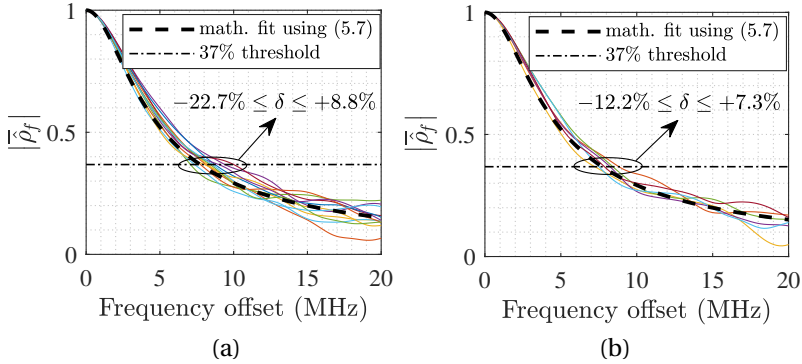 1
math. fit using (5.7)
37% threshold
−22.7% ≤ δ ≤ +8.8%
0.5
|ρ̂_f|
0
0 5 10 15 20
Frequency offset (MHz)
(a)
1
math. fit using (5.7)
37% threshold
−12.2% ≤ δ ≤ +7.3%
0.5
|ρ̂_f|
0
0 5 10 15 20
Frequency offset (MHz)
(b)